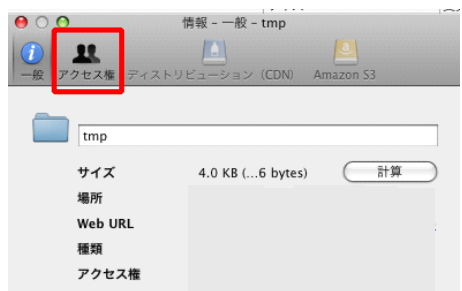 情報 – 一般 – tmp
一般 アクセス権 ディストリビューション (CDN) Amazon S3
tmp
サイズ 4.0 KB (...6 bytes) 計算
場所
Web URL
種類
アクセス権